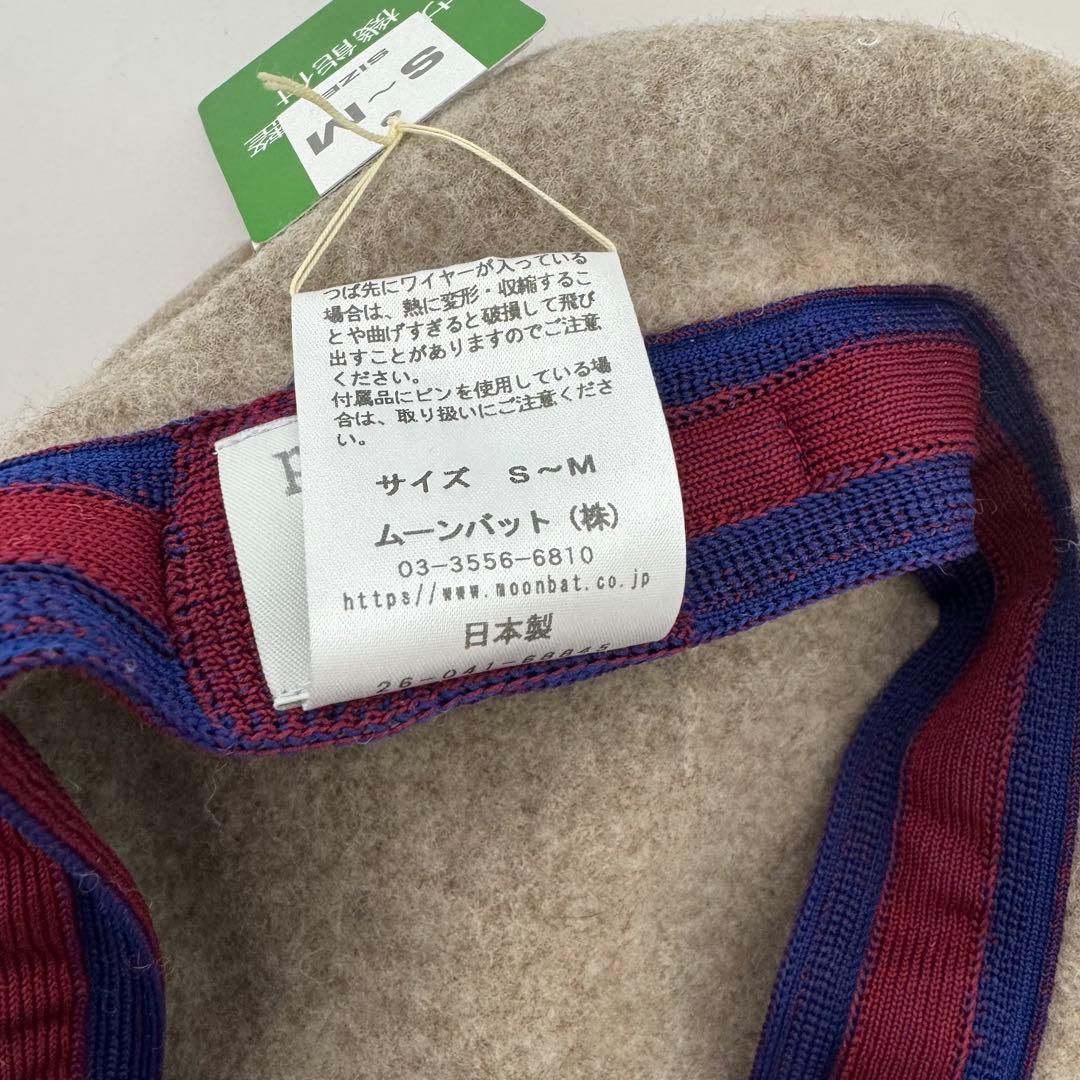 S～M
SIZE
つば先にワイヤーが入っている
場合は、熱に変形・収縮するこ
とや曲げすぎると破損して飛び
出すことがありますのでご注意
ください。
付属品にピンを使用している場
合は、取り扱いにご注意くださ
い。
サイズ S～M
ムーンバット（株）
03-3556-6810
https//www.moonbat.co.jp
日本製
26-041-68845